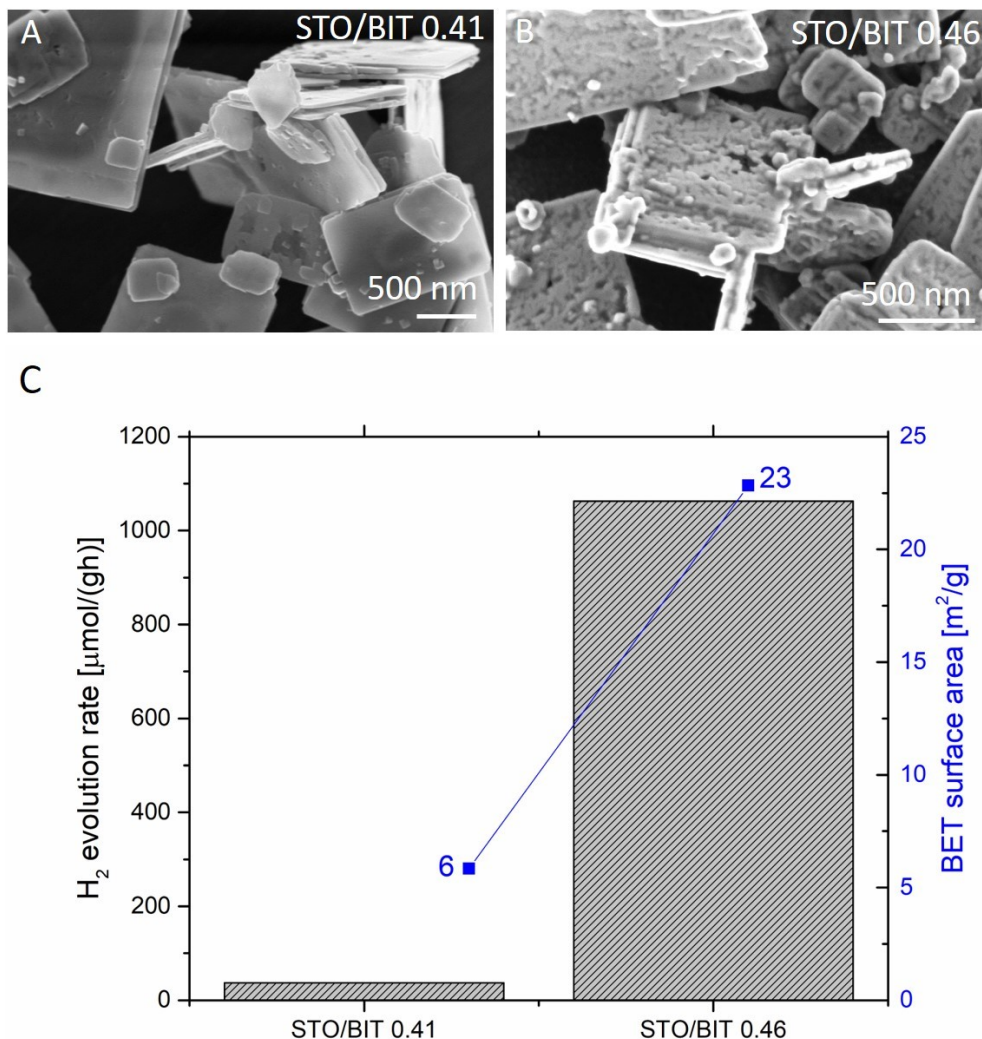 A
STO/BIT 0.41
500 nm
B
STO/BIT 0.46
500 nm
C
H₂ evolution rate [μmol/(gh)]
1200
1000
800
600
400
200
0
6
23
25
20
15
10
5
0
BET surface area [m²/g]
STO/BIT 0.41
STO/BIT 0.46